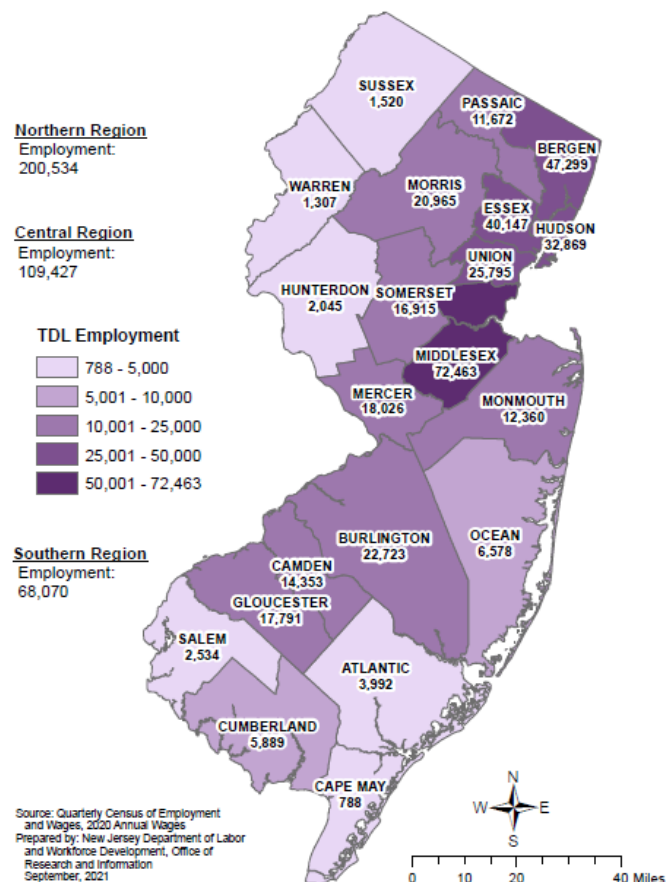 SUSSEX
1,520
PASSAIC
11,672
Northern Region
Employment:
200,534
BERGEN
47,299
WARREN
1,307
MORRIS
20,965
ESSEX
40,147
HUDSON
32,869
Central Region
Employment:
109,427
UNION
25,795
HUNTERDON
2,045
SOMERSET
16,915
TDL Employment
788 - 5,000
5,001 - 10,000
10,001 - 25,000
25,001 - 50,000
50,001 - 72,463
MIDDLESEX
72,463
MERCER
18,026
MONMOUTH
12,360
BURLINGTON
22,723
OCEAN
6,578
Southern Region
Employment:
68,070
CAMDEN
14,353
GLOUCESTER
17,791
SALEM
2,534
ATLANTIC
3,992
CUMBERLAND
5,889
CAPE MAY
788
N
W E
S
Source: Quarterly Census of Employment
and Wages, 2020 Annual Wages
Prepared by: New Jersey Department of Labor
and Workforce Development, Office of
Research and Information
September, 2021
0 10 20 40 Miles